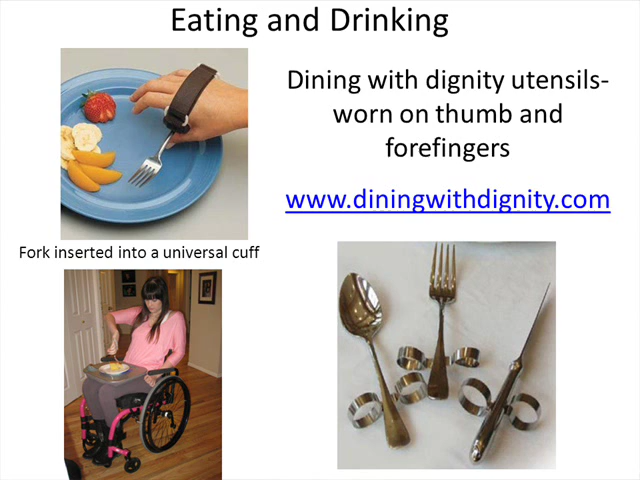 Eating and Drinking
Dining with dignity utensils-
worn on thumb and
forefingers
www.diningwithdignity.com
Fork inserted into a universal cuff